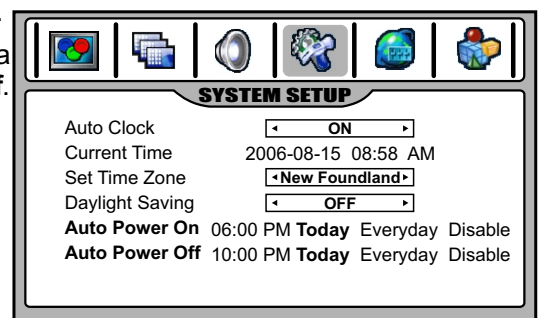 a
f.
SYSTEM SETUP
Auto Clock ON
Current Time 2006-08-15 08:58 AM
Set Time Zone New Foundland
Daylight Saving OFF
Auto Power On 06:00 PM Today Everyday Disable
Auto Power Off 10:00 PM Today Everyday Disable